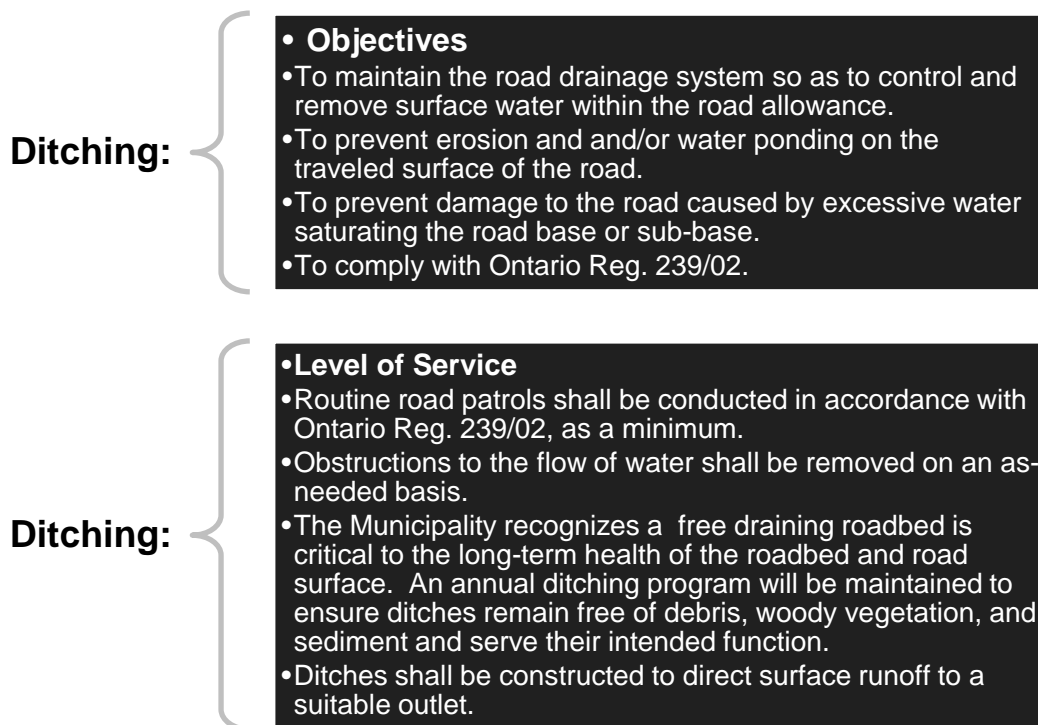 Ditching:
• Objectives
•To maintain the road drainage system so as to control and
remove surface water within the road allowance.
•To prevent erosion and and/or water ponding on the
traveled surface of the road.
•To prevent damage to the road caused by excessive water
saturating the road base or sub-base.
•To comply with Ontario Reg. 239/02.
Ditching:
•Level of Service
•Routine road patrols shall be conducted in accordance with
Ontario Reg. 239/02, as a minimum.
•Obstructions to the flow of water shall be removed on an as-
needed basis.
•The Municipality recognizes a  free draining roadbed is
critical to the long-term health of the roadbed and road
surface.  An annual ditching program will be maintained to
ensure ditches remain free of debris, woody vegetation, and
sediment and serve their intended function.
•Ditches shall be constructed to direct surface runoff to a
suitable outlet.